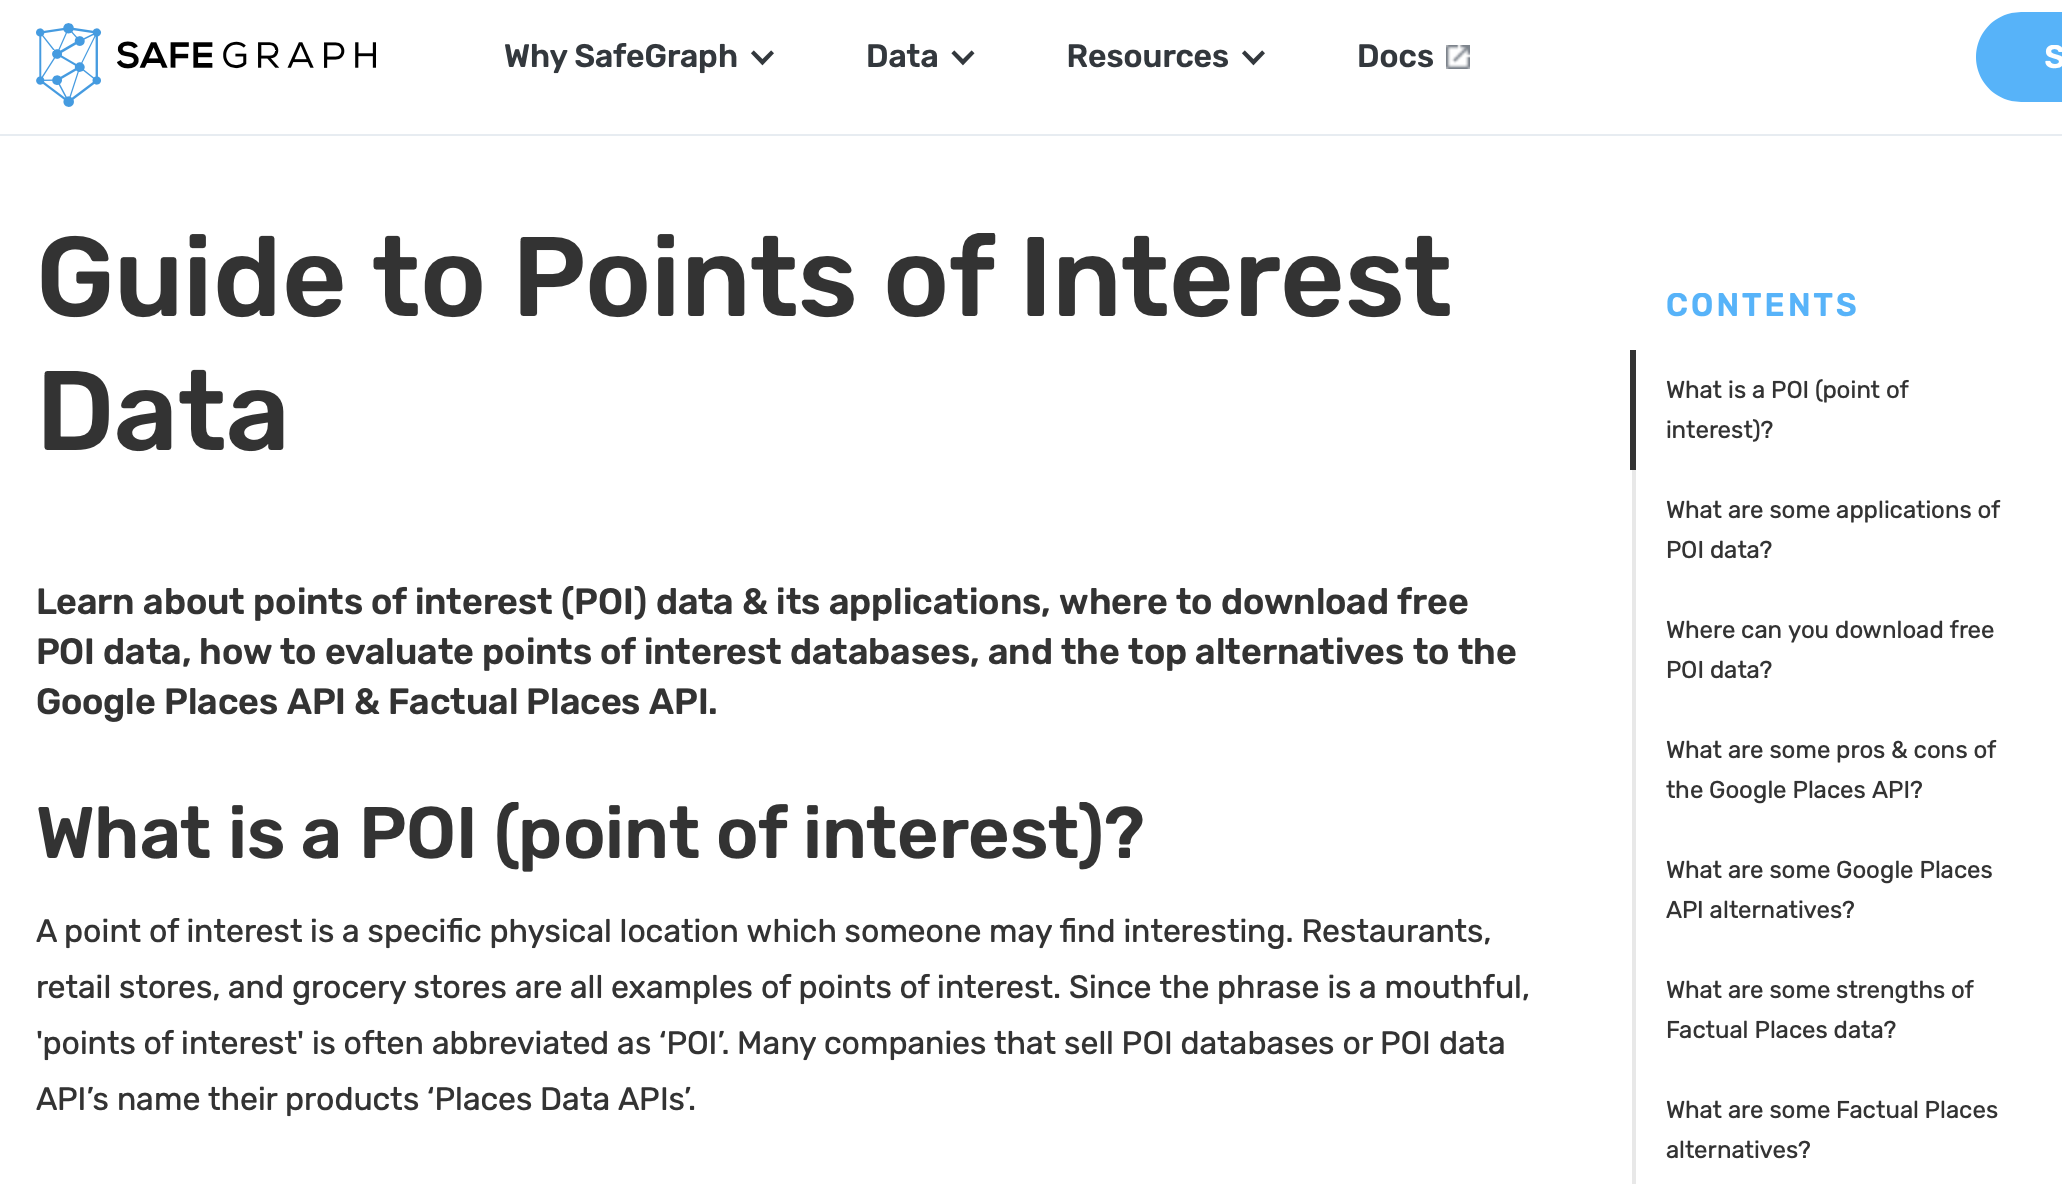 SAFEGRAPH
Why SafeGraph
Data
Resources
Docs
Guide to Points of Interest
Data
Learn about points of interest (POI) data & its applications, where to download free
POI data, how to evaluate points of interest databases, and the top alternatives to the
Google Places API & Factual Places API.
What is a POI (point of interest)?
A point of interest is a specific physical location which someone may find interesting. Restaurants,
retail stores, and grocery stores are all examples of points of interest. Since the phrase is a mouthful,
'points of interest' is often abbreviated as ‘POI’. Many companies that sell POI databases or POI data
API’s name their products ‘Places Data APIs’.
CONTENTS
What is a POI (point of
interest)?
What are some applications of
POI data?
Where can you download free
POI data?
What are some pros & cons of
the Google Places API?
What are some Google Places
API alternatives?
What are some strengths of
Factual Places data?
What are some Factual Places
alternatives?